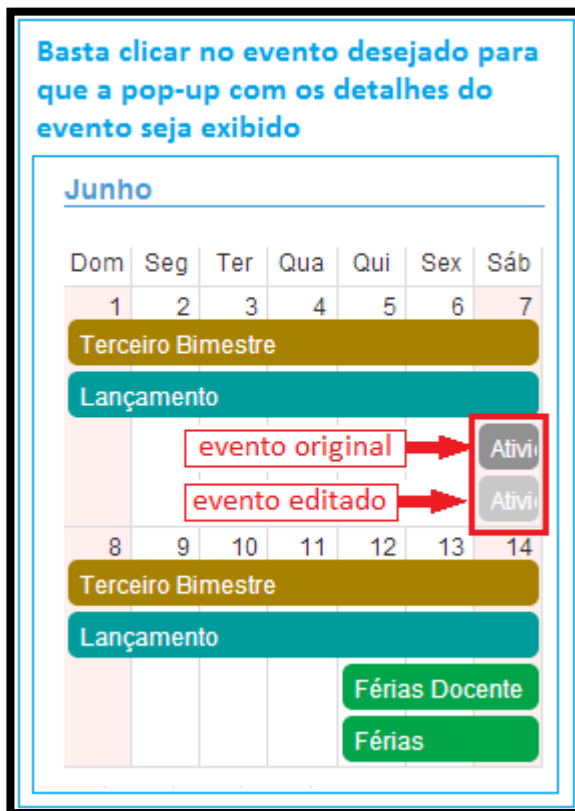 Basta clicar no evento desejado para
que a pop-up com os detalhes do
evento seja exibido
Junho
Dom Seg Ter Qua Qui Sex Sáb
1 2 3 4 5 6 7
Terceiro Bimestre
Lançamento
evento original Ativi
evento editado Ativi
8 9 10 11 12 13 14
Terceiro Bimestre
Lançamento
Férias Docente
Férias